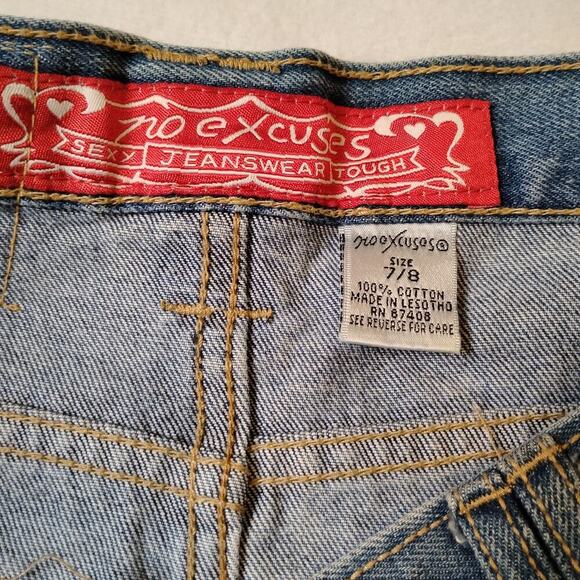 no excuses
SEXY JEANSWEAR TOUGH
no excuses®
SIZE
7/8
100% COTTON
MADE IN LESOTHO
RN 67406
SEE REVERSE FOR CARE